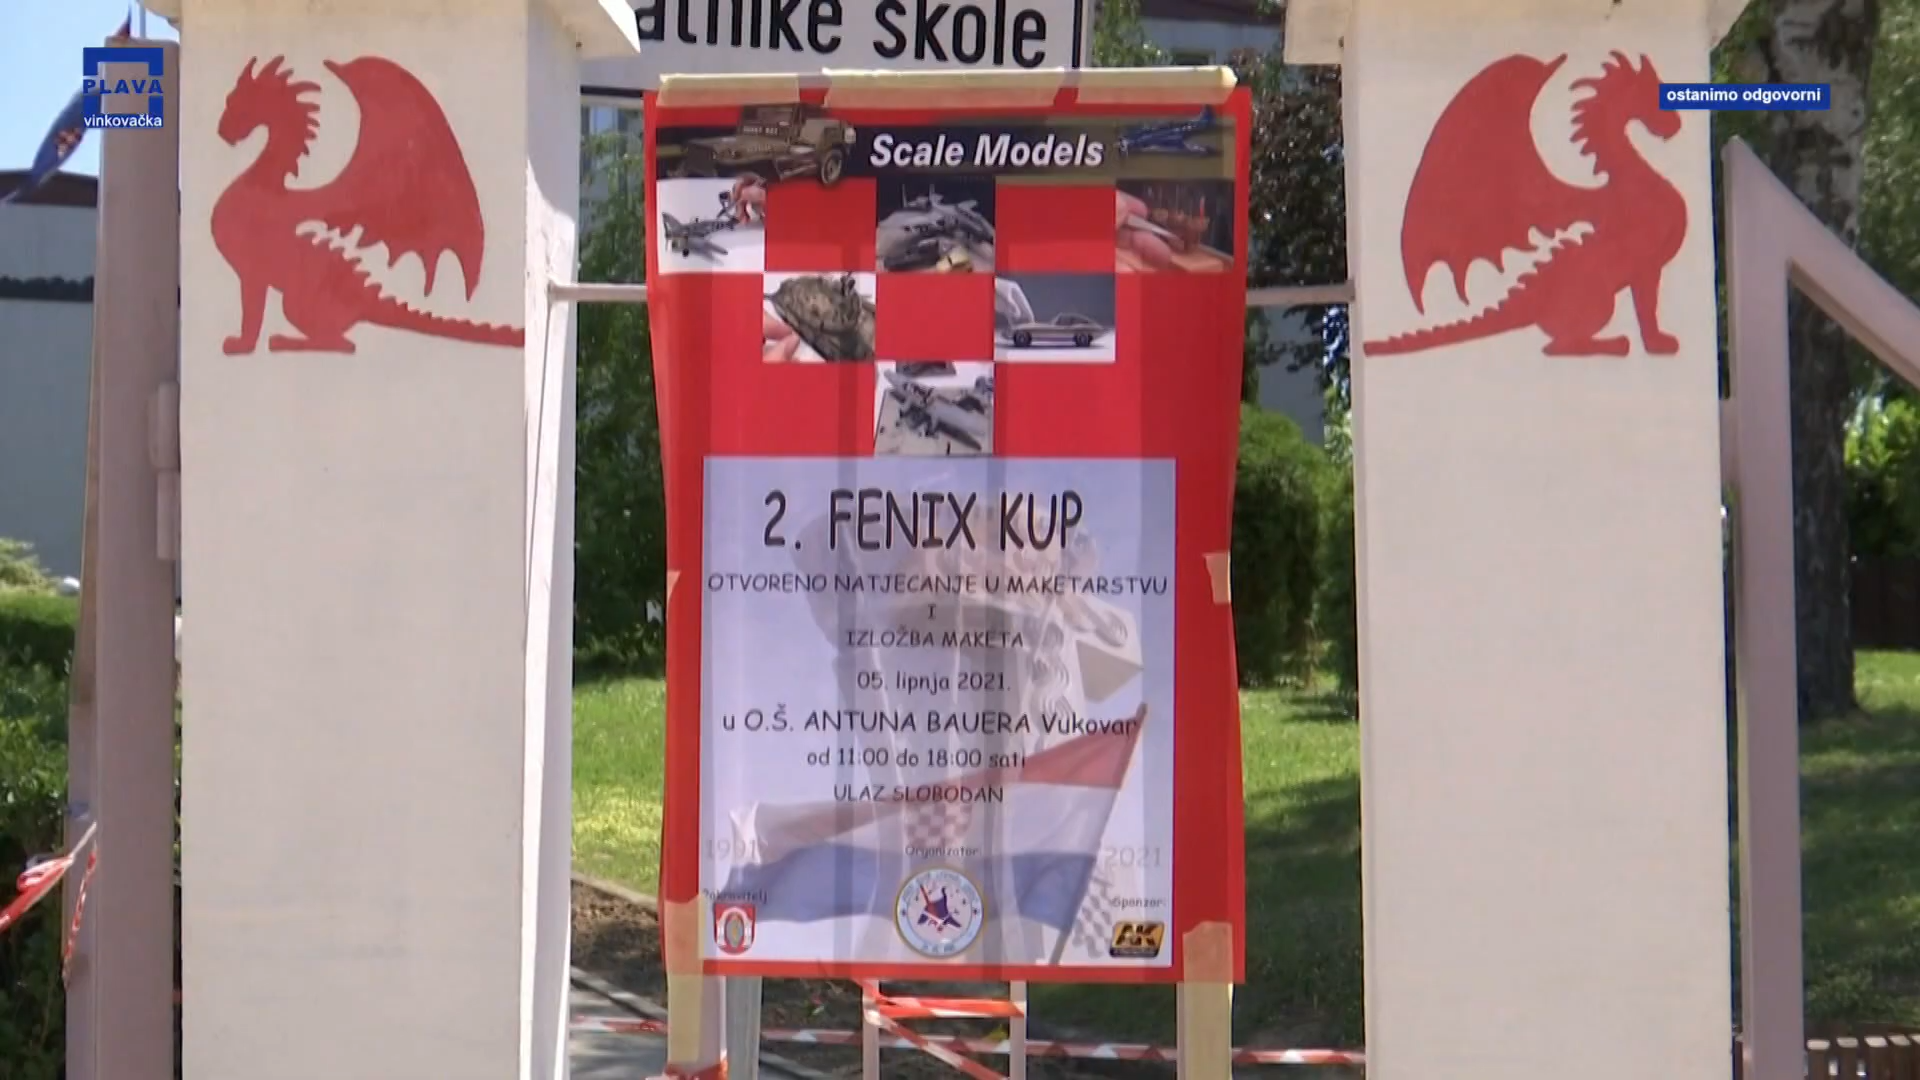 atnike škole
PLAVA
vinkovačka
ostanimo odgovorni
Scale Models
2. FENIX KUP
OTVORENO NATJECANJE U MAKETARSTVU
I
IZLOŽBA MAKETA
05. lipnja 2021.
u O.Š. ANTUNA BAUERA Vukovar
od 11:00 do 18:00 sati
ULAZ SLOBODAN
1991
Organizator:
2021
Pokrovitelj
Sponzor:
AK